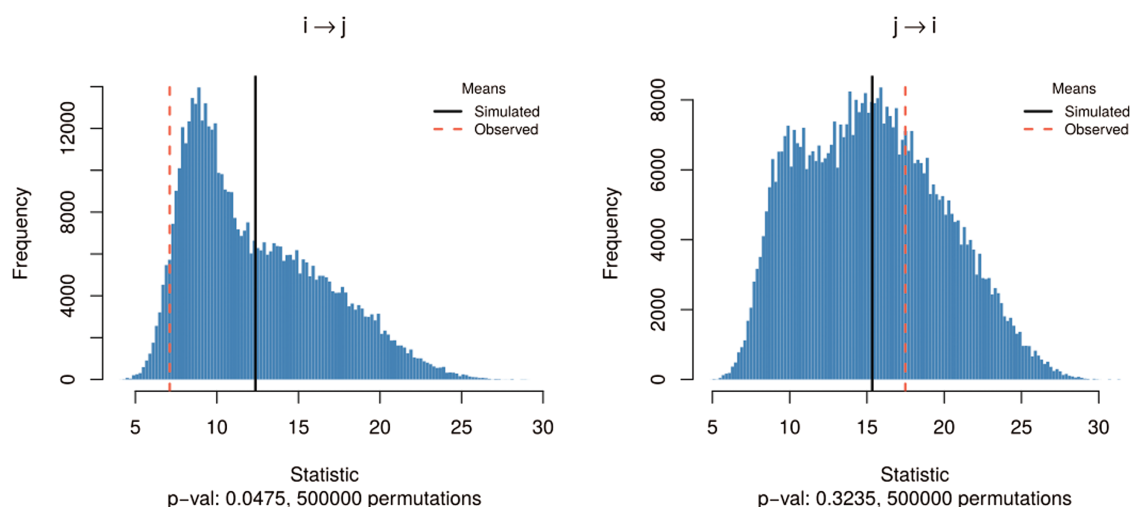 i → j
Means
Simulated
Observed
Frequency
0
4000
8000
12000
5 10 15 20 25 30
Statistic
p−val: 0.0475, 500000 permutations
j → i
Means
Simulated
Observed
Frequency
0
2000
4000
6000
8000
5 10 15 20 25 30
Statistic
p−val: 0.3235, 500000 permutations